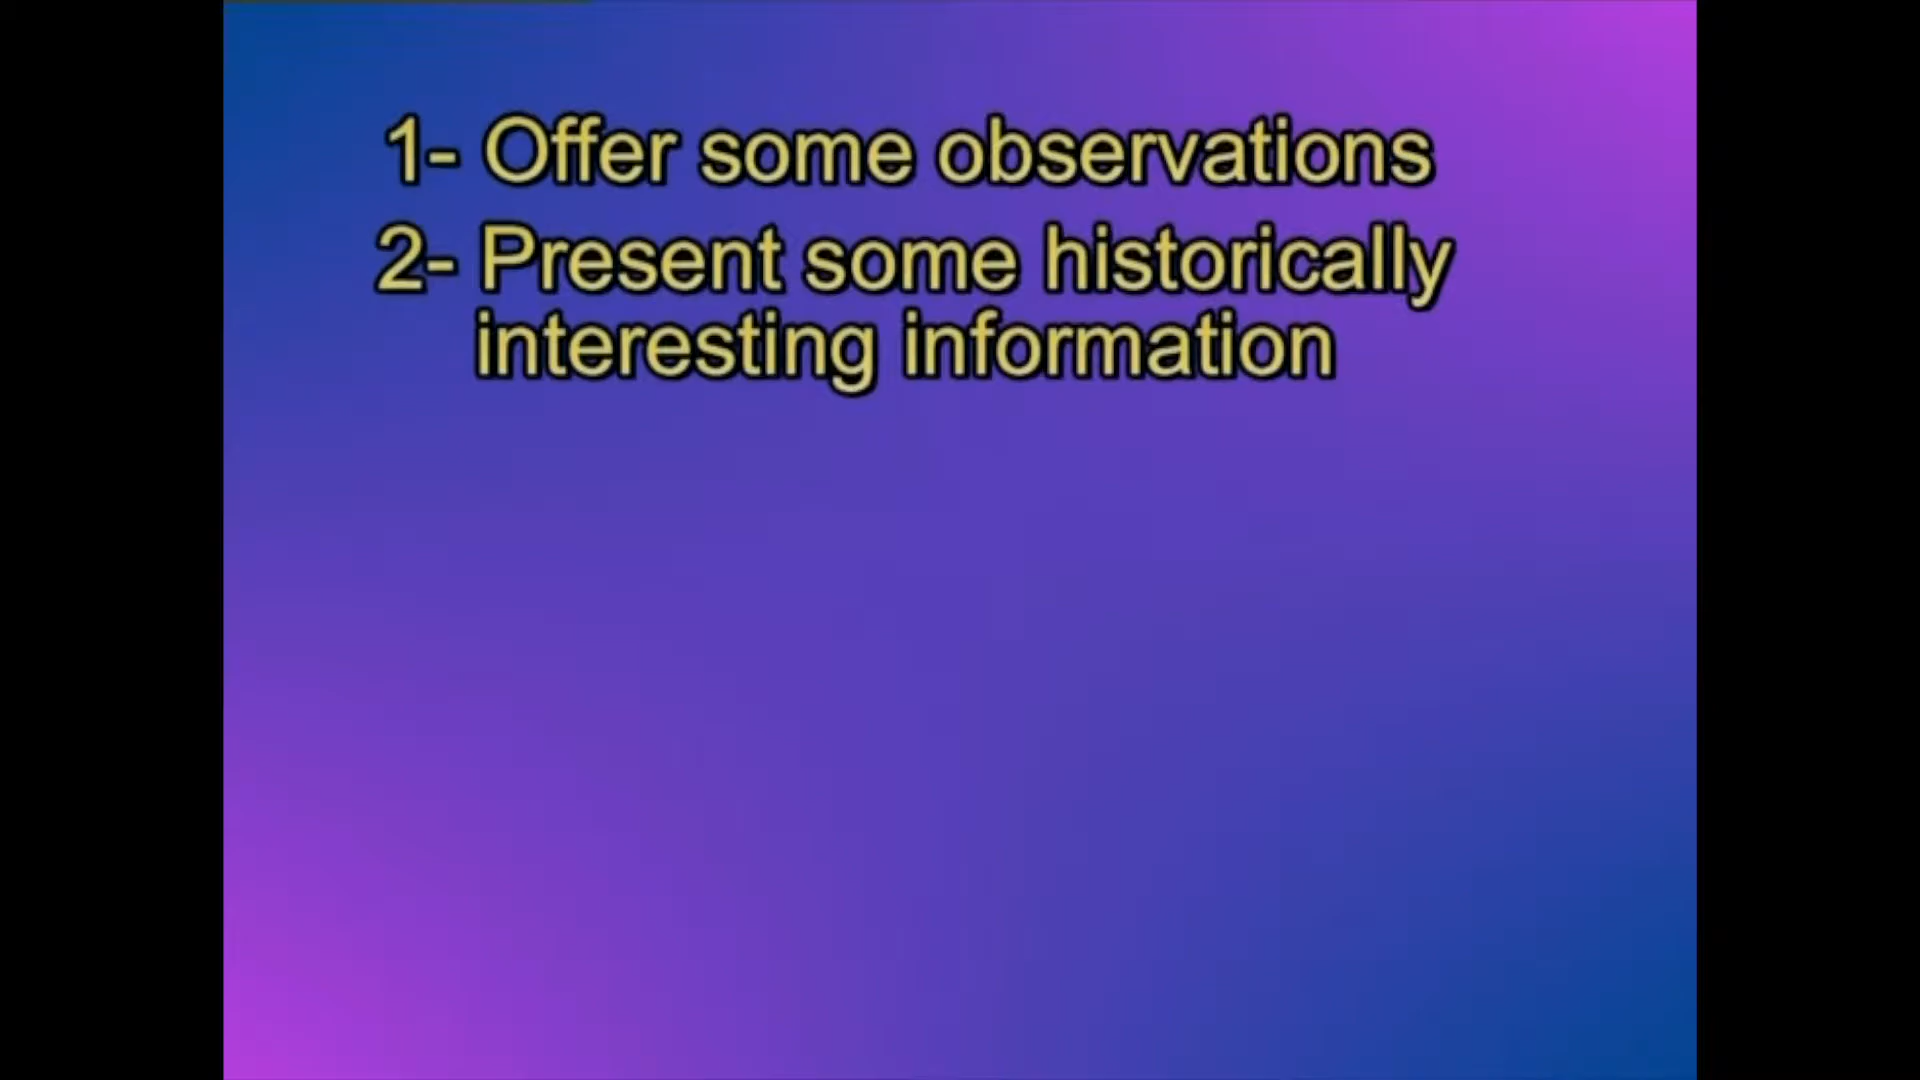 1- Offer some observations
2- Present some historically
interesting information